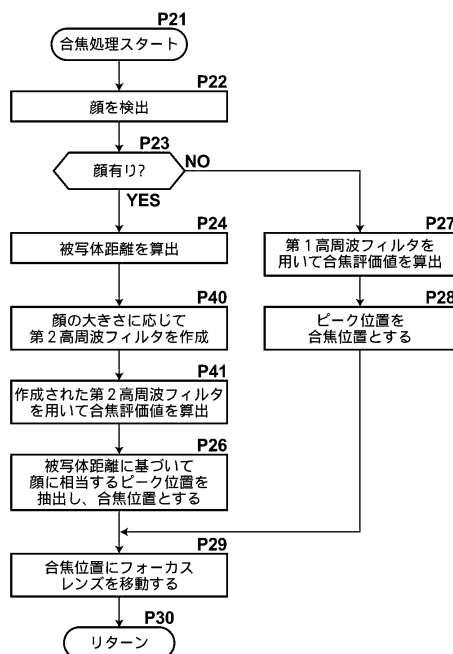 P21
合焦処理スタート
P22
顔を検出
P23
顔有り?
NO
YES
P24
被写体距離を算出
P40
顔の大きさに応じて
第2高周波フィルタを作成
P41
作成された第2高周波フィルタ
を用いて合焦評価値を算出
P26
被写体距離に基づいて
顔に相当するピーク位置を
抽出し、合焦位置とする
P27
第1高周波フィルタを
用いて合焦評価値を算出
P28
ピーク位置を
合焦位置とする
P29
合焦位置にフォーカス
レンズを移動する
P30
リターン